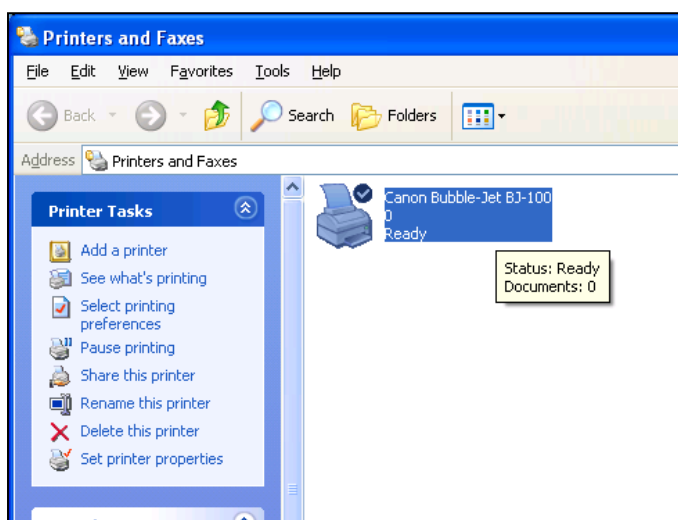 Printers and Faxes
File Edit View Favorites Tools Help
Back Search Folders
Address Printers and Faxes
Printer Tasks
Add a printer
See what's printing
Select printing
preferences
Pause printing
Share this printer
Rename this printer
Delete this printer
Set printer properties
Canon Bubble-Jet BJ-100
0
Ready
Status: Ready
Documents: 0